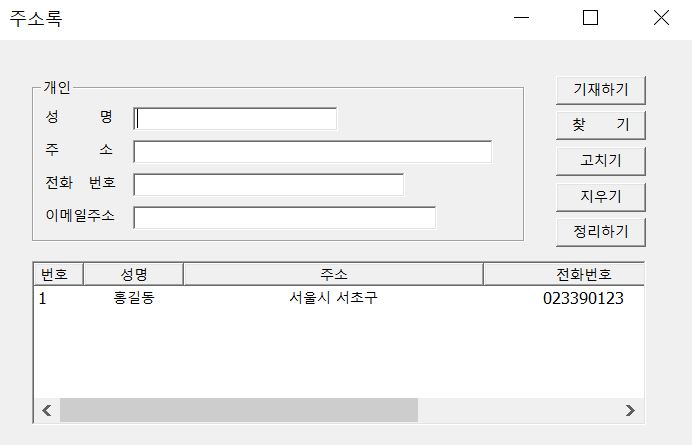 주소록
개인
성 명
주 소
전화 번호
이메일주소
기재하기
찾 기
고치기
지우기
정리하기
번호 성명 주소 전화번호
1 홍길동 서울시 서초구 023390123